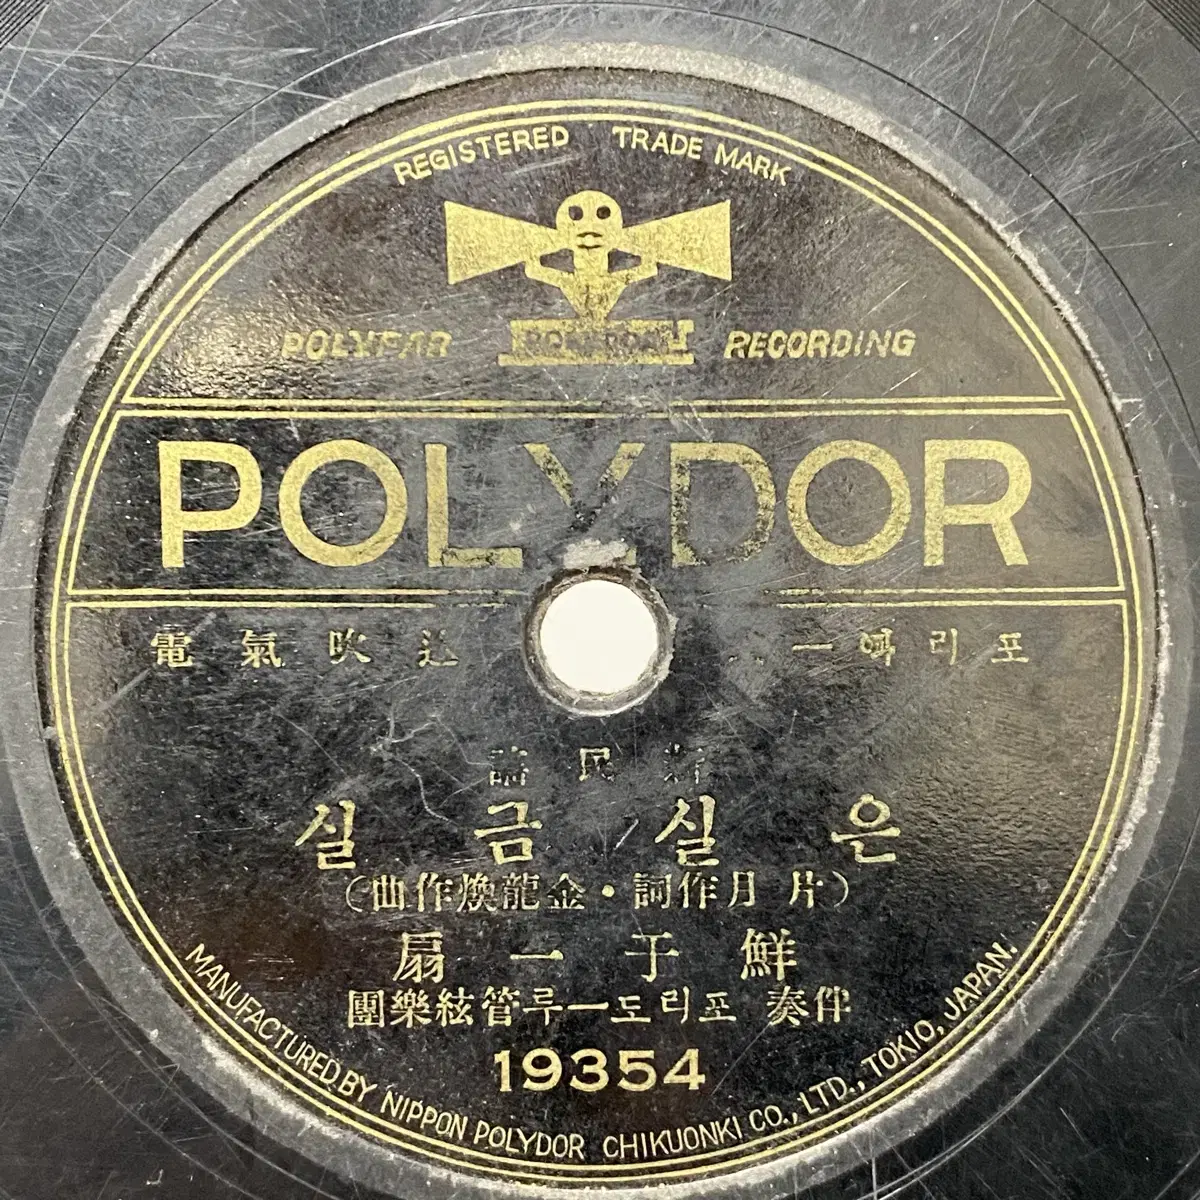 REGISTERED TRADE MARK
POLYFAR RECORDING
POLYDOR
電氣吹込
포리
新民謠
은실금실
(片月作詞・金龍煥作曲)
鮮于一扇
伴奏 포리도ー루管絃樂團
19354
MANUFACTURED BY NIPPON POLYDOR CHIKUONKI CO., LTD., TOKIO, JAPAN.